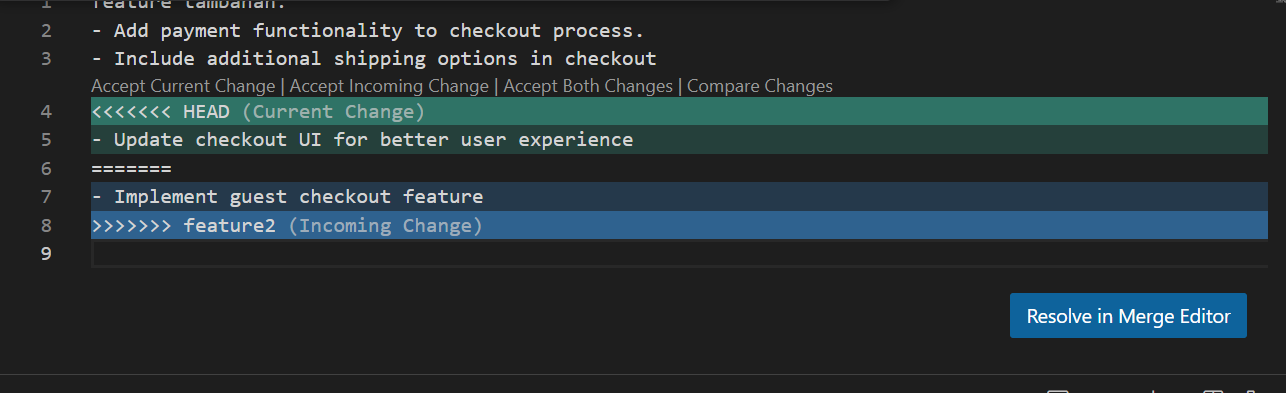 1 feature tambahan.
2 - Add payment functionality to checkout process.
3 - Include additional shipping options in checkout
Accept Current Change | Accept Incoming Change | Accept Both Changes | Compare Changes
4 <<<<<<< HEAD (Current Change)
5 - Update checkout UI for better user experience
6 =======
7 - Implement guest checkout feature
8 >>>>>>> feature2 (Incoming Change)
9
Resolve in Merge Editor